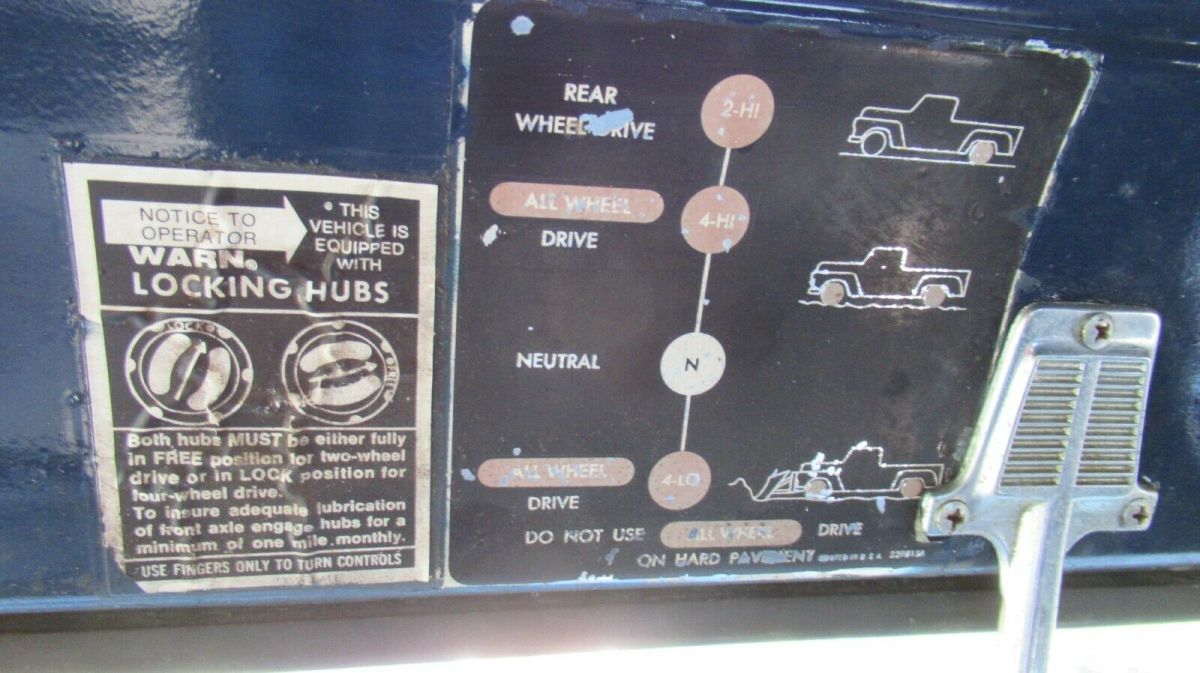 NOTICE TO
OPERATOR
• THIS
VEHICLE IS
EQUIPPED
WITH
WARN®
LOCKING HUBS
LOCK
FREE
Both hubs MUST be either fully
in FREE position for two-wheel
drive or in LOCK position for
four-wheel drive.
To insure adequate lubrication
of front axle engage hubs for a
minimum of one mile monthly.
USE FINGERS ONLY TO TURN CONTROLS
REAR
WHEEL DRIVE
2-HI
ALL WHEEL
DRIVE
4-HI
NEUTRAL
N
ALL WHEEL
DRIVE
4-LO
DO NOT USE ALL WHEEL DRIVE
ON HARD PAVEMENT PRINTED IN U.S.A.